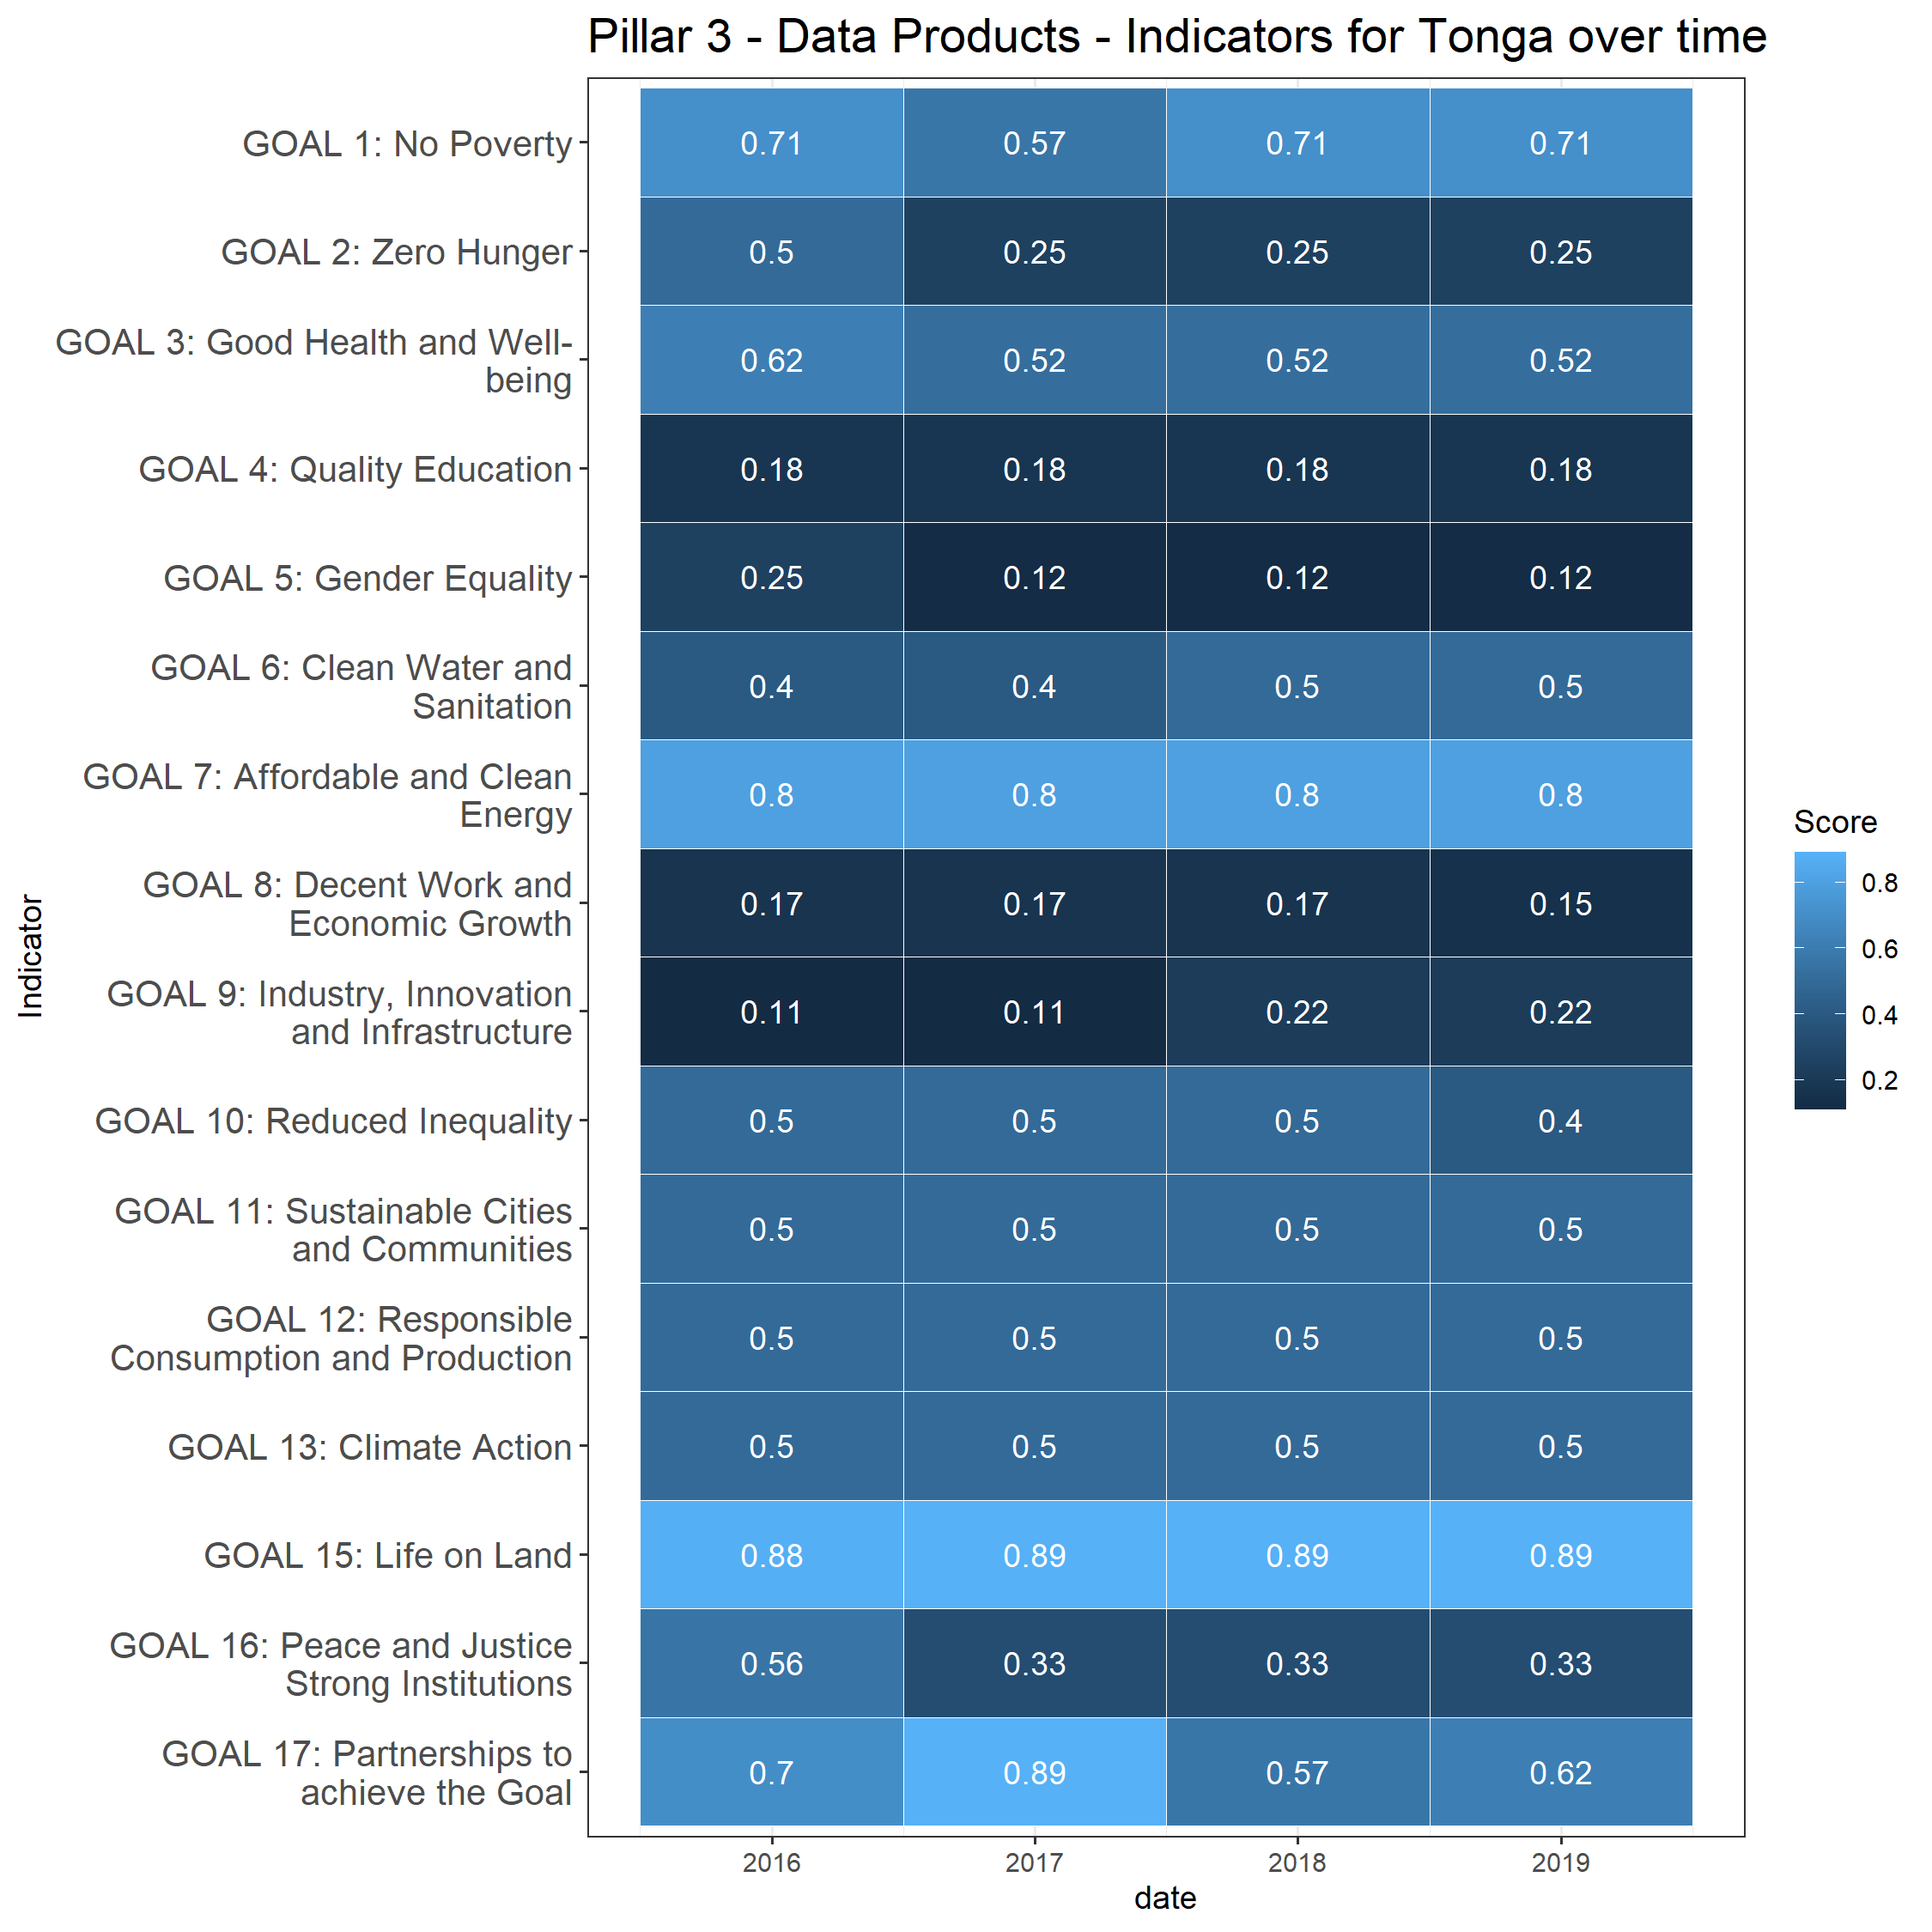 Pillar 3 - Data Products - Indicators for Tonga over time
GOAL 1: No Poverty
0.71 0.57 0.71 0.71
GOAL 2: Zero Hunger
0.5 0.25 0.25 0.25
GOAL 3: Good Health and Well-
being
0.62 0.52 0.52 0.52
GOAL 4: Quality Education
0.18 0.18 0.18 0.18
GOAL 5: Gender Equality
0.25 0.12 0.12 0.12
GOAL 6: Clean Water and
Sanitation
0.4 0.4 0.5 0.5
GOAL 7: Affordable and Clean
Energy
0.8 0.8 0.8 0.8
GOAL 8: Decent Work and
Economic Growth
0.17 0.17 0.17 0.15
GOAL 9: Industry, Innovation
and Infrastructure
0.11 0.11 0.22 0.22
GOAL 10: Reduced Inequality
0.5 0.5 0.5 0.4
GOAL 11: Sustainable Cities
and Communities
0.5 0.5 0.5 0.5
GOAL 12: Responsible
Consumption and Production
0.5 0.5 0.5 0.5
GOAL 13: Climate Action
0.5 0.5 0.5 0.5
GOAL 15: Life on Land
0.88 0.89 0.89 0.89
GOAL 16: Peace and Justice
Strong Institutions
0.56 0.33 0.33 0.33
GOAL 17: Partnerships to
achieve the Goal
0.7 0.89 0.57 0.62
2016 2017 2018 2019
date
Indicator
Score
0.8
0.6
0.4
0.2